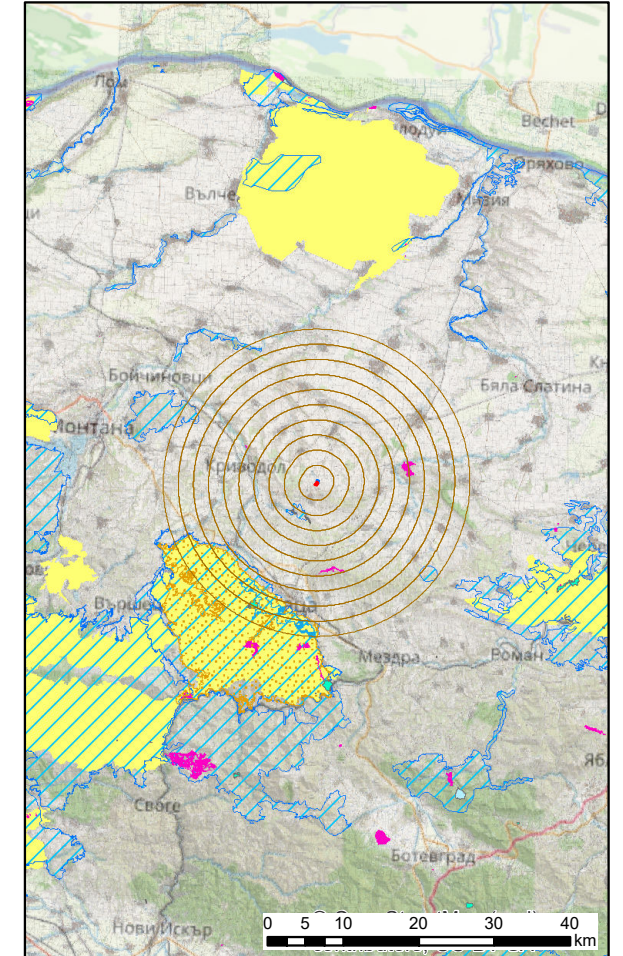 Лом
Bechet
Оряхово
Вълче
Мизия
Бойчиновци
Бяла Слатина
Монтана
Криводол
Вършец
Мездра
Роман
Своге
Ботевград
Нови Искър
0 5 10 20 30 40
km